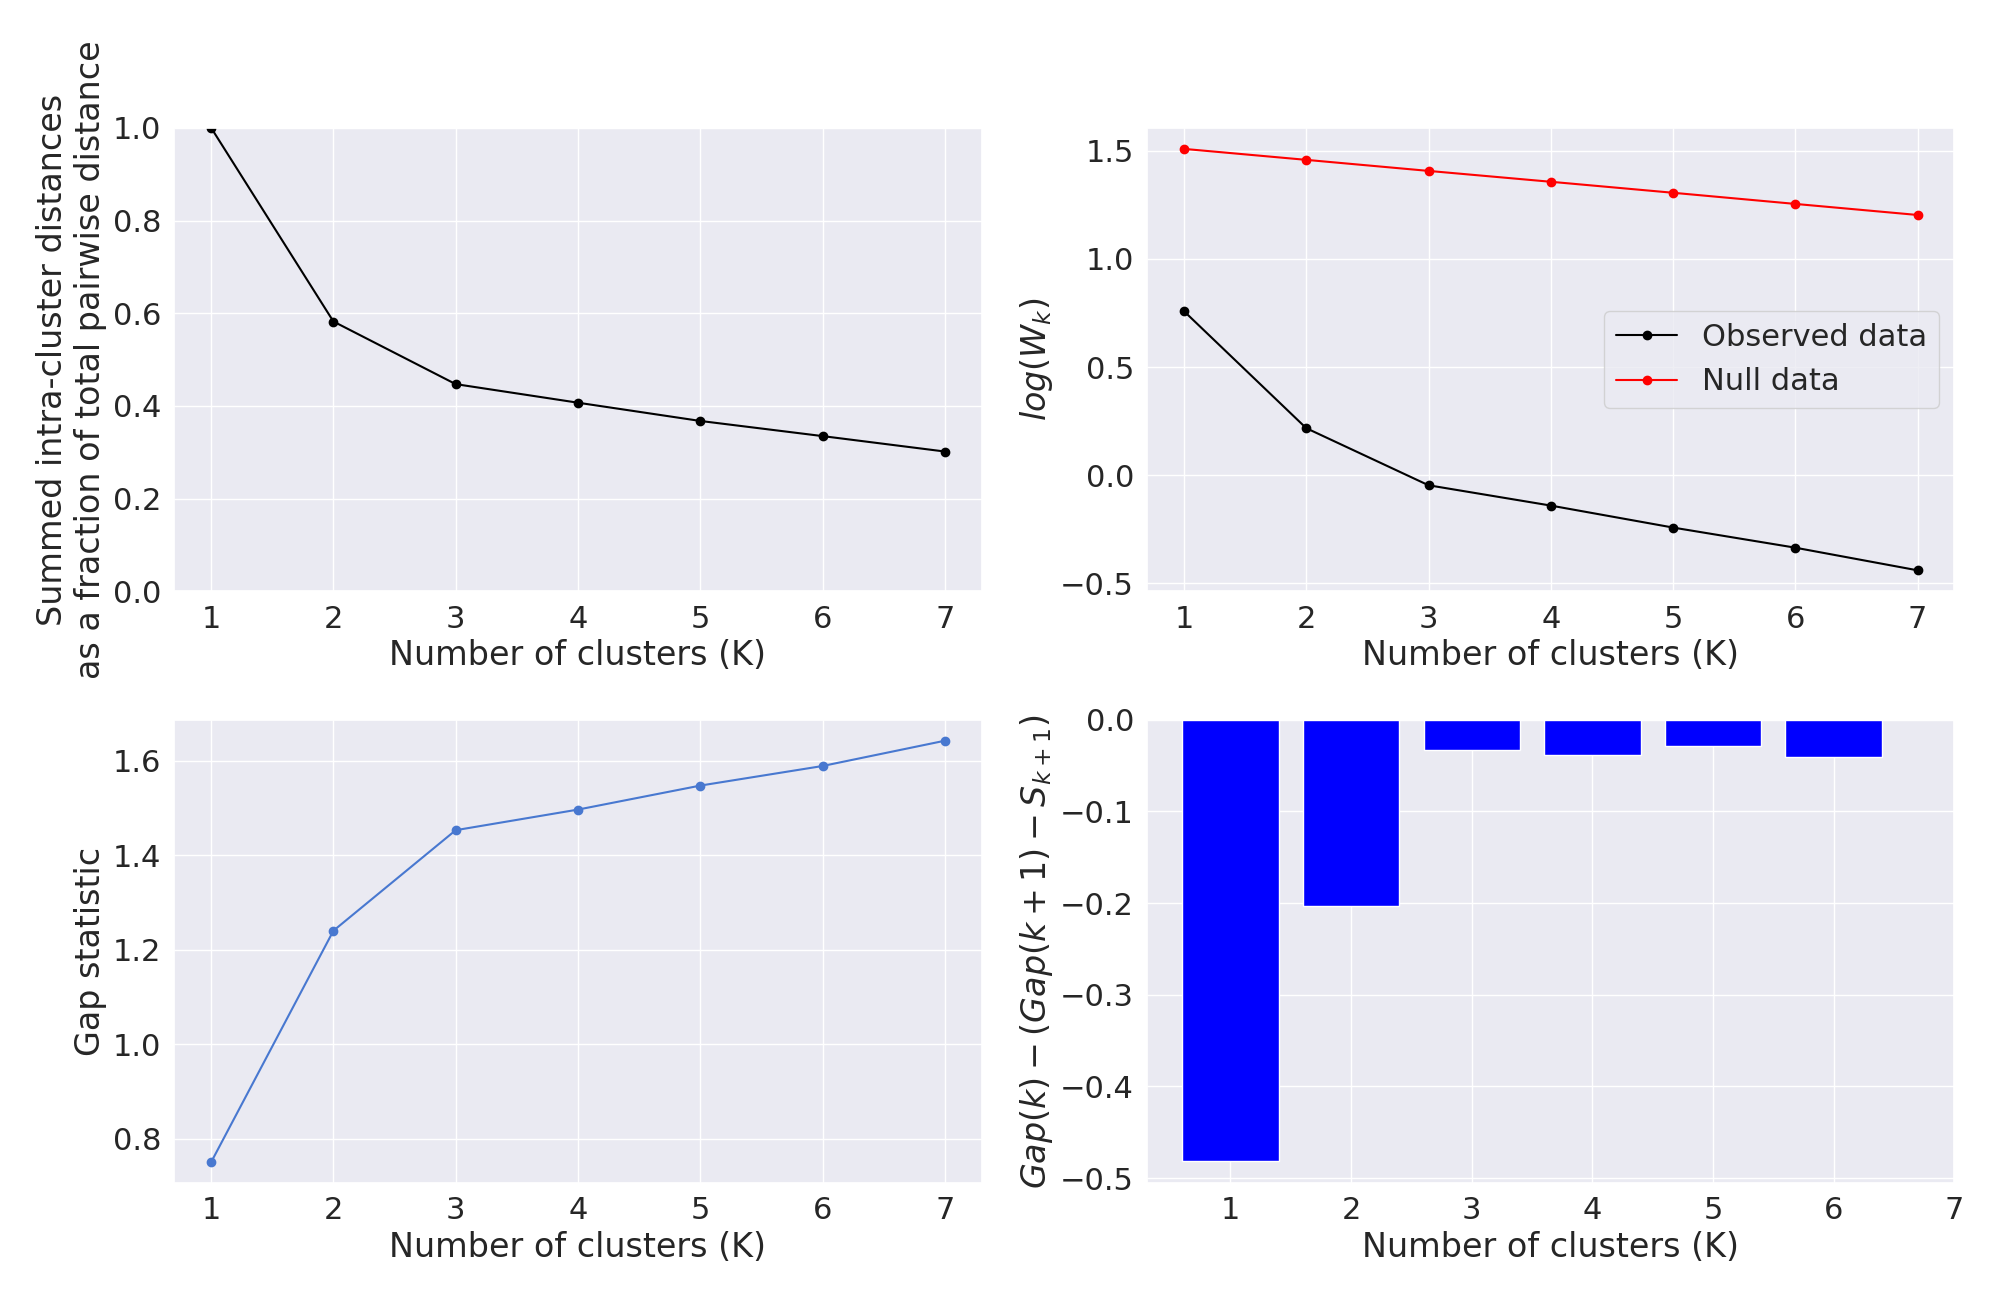 Summed intra-cluster distances
as a fraction of total pairwise distance
1.0
0.8
0.6
0.4
0.2
0.0
1 2 3 4 5 6 7
Number of clusters (K)
log(W_k)
1.5
1.0
0.5
0.0
−0.5
Observed data
Null data
1 2 3 4 5 6 7
Number of clusters (K)
Gap statistic
1.6
1.4
1.2
1.0
0.8
1 2 3 4 5 6 7
Number of clusters (K)
Gap(k) − (Gap(k + 1) − S_{k+1})
0.0
−0.1
−0.2
−0.3
−0.4
−0.5
1 2 3 4 5 6 7
Number of clusters (K)